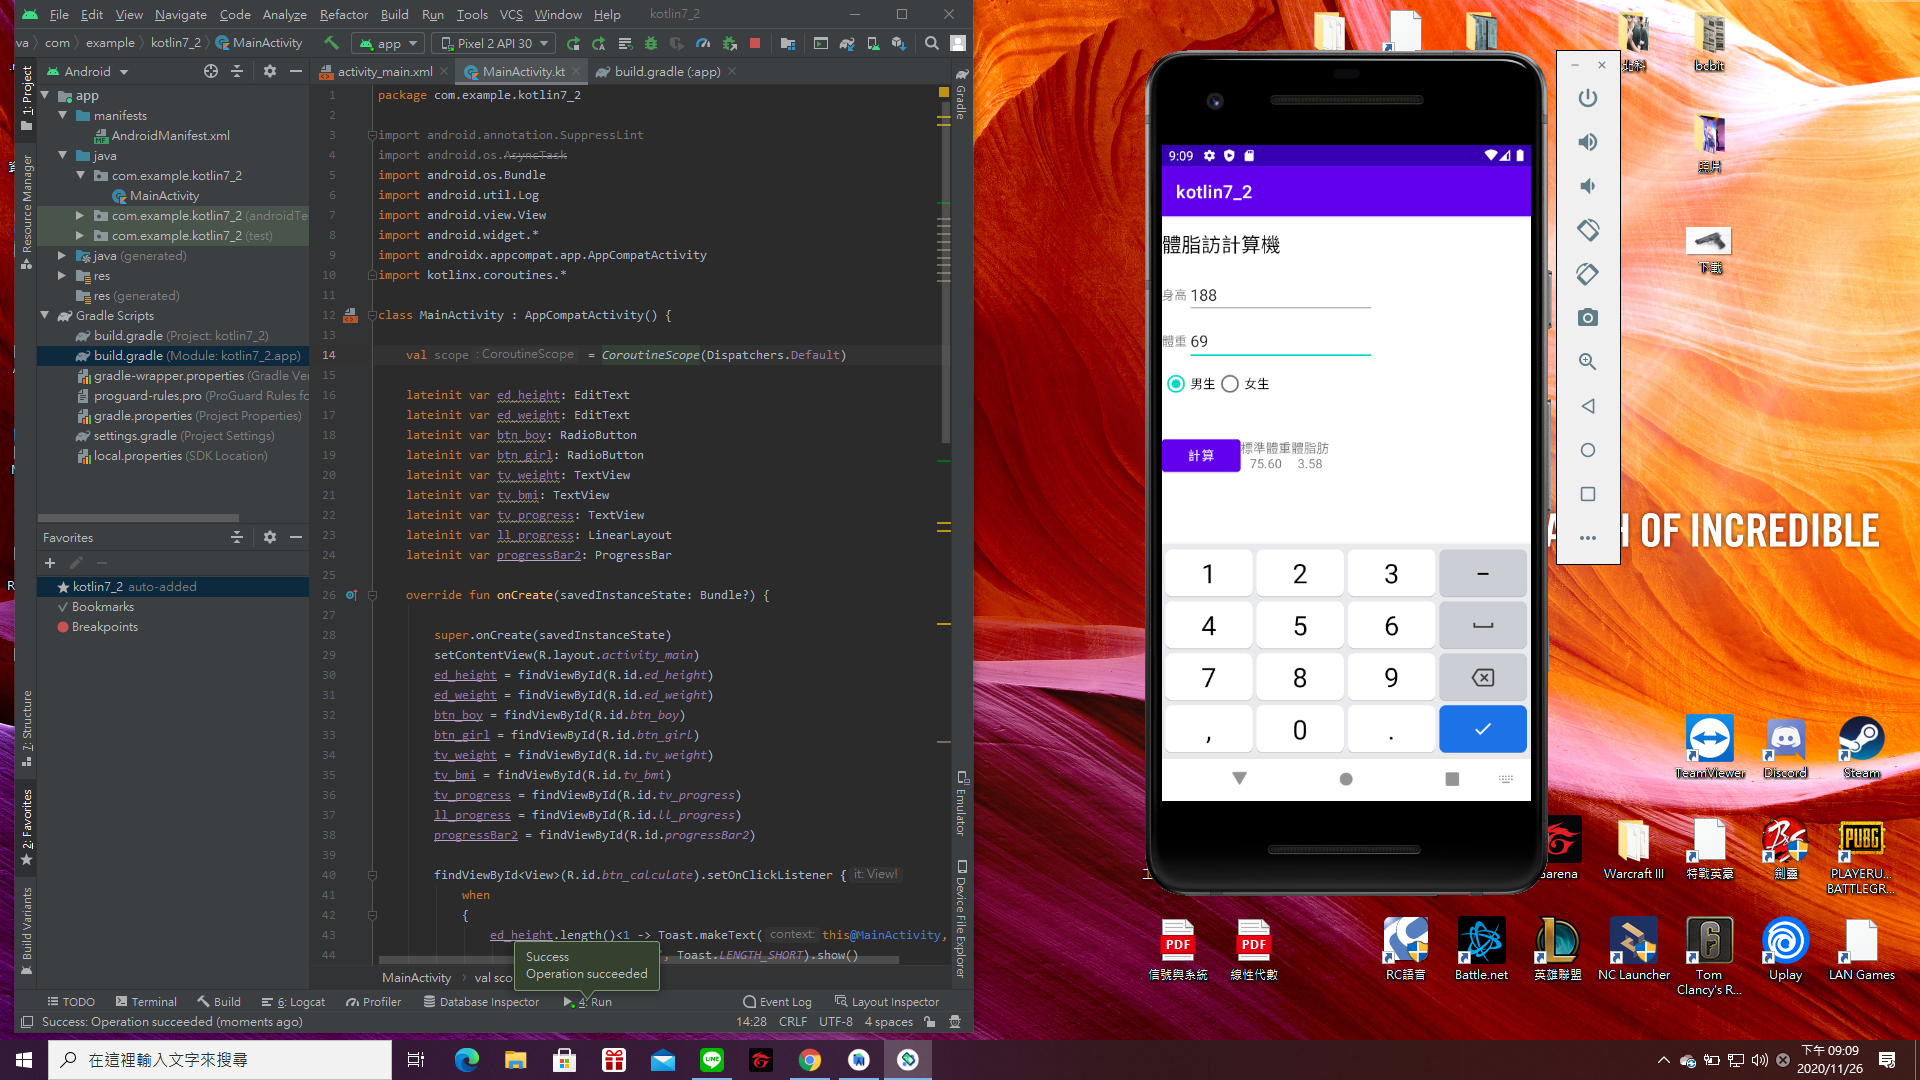 File Edit View Navigate Code Analyze Refactor Build Run Tools VCS Window Help kotlin7_2
va com example kotlin7_2 MainActivity app Pixel 2 API 30
Android
activity_main.xml MainActivity.kt build.gradle (:app)
1: Project
Resource Manager
7: Structure
2: Favorites
Build Variants
app
manifests
AndroidManifest.xml
java
com.example.kotlin7_2
MainActivity
com.example.kotlin7_2 (androidTe
com.example.kotlin7_2 (test)
java (generated)
res
res (generated)
Gradle Scripts
build.gradle (Project: kotlin7_2)
build.gradle (Module: kotlin7_2.app)
gradle-wrapper.properties (Gradle Ver
proguard-rules.pro (ProGuard Rules fo
gradle.properties (Project Properties)
settings.gradle (Project Settings)
local.properties (SDK Location)
Favorites
kotlin7_2 auto-added
Bookmarks
Breakpoints
1 package com.example.kotlin7_2
2
3 import android.annotation.SuppressLint
4 import android.os.AsyncTask
5 import android.os.Bundle
6 import android.util.Log
7 import android.view.View
8 import android.widget.*
9 import androidx.appcompat.app.AppCompatActivity
10 import kotlinx.coroutines.*
11
12 class MainActivity : AppCompatActivity() {
13
14 val scope : CoroutineScope = CoroutineScope(Dispatchers.Default)
15
16 lateinit var ed_height: EditText
17 lateinit var ed_weight: EditText
18 lateinit var btn_boy: RadioButton
19 lateinit var btn_girl: RadioButton
20 lateinit var tv_weight: TextView
21 lateinit var tv_bmi: TextView
22 lateinit var tv_progress: TextView
23 lateinit var ll_progress: LinearLayout
24 lateinit var progressBar2: ProgressBar
25
26 override fun onCreate(savedInstanceState: Bundle?) {
27
28 super.onCreate(savedInstanceState)
29 setContentView(R.layout.activity_main)
30 ed_height = findViewById(R.id.ed_height)
31 ed_weight = findViewById(R.id.ed_weight)
32 btn_boy = findViewById(R.id.btn_boy)
33 btn_girl = findViewById(R.id.btn_girl)
34 tv_weight = findViewById(R.id.tv_weight)
35 tv_bmi = findViewById(R.id.tv_bmi)
36 tv_progress = findViewById(R.id.tv_progress)
37 ll_progress = findViewById(R.id.ll_progress)
38 progressBar2 = findViewById(R.id.progressBar2)
39
40 findViewById<View>(R.id.btn_calculate).setOnClickListener { it: View!
41 when
42 {
43 ed_height.length()<1 -> Toast.makeText( context: this@MainActivity,
44 , Toast.LENGTH_SHORT).show()
Success
Operation succeeded
MainActivity val sco
Gradle
Emulator
Device File Explorer
TODO Terminal Build 6: Logcat Profiler Database Inspector 4: Run Event Log Layout Inspector
Success: Operation succeeded (moments ago) 14:28 CRLF UTF-8 4 spaces
9:09
kotlin7_2
體脂訪計算機
身高 188
體重 69
男生 女生
計算 標準體重體脂肪
75.60 3.58
1 2 3 −
4 5 6
7 8 9
, 0 .
bcbit
照片
下載
H OF INCREDIBLE
TeamViewer Discord Steam
arena Warcraft III 特戰英豪 劍靈 PLAYERU...
BATTLEGR...
PUBG
PDF PDF
信號與系統 線性代數 RC語音 Battle.net 英雄聯盟 NC Launcher Tom
Clancy's R... Uplay LAN Games
在這裡輸入文字來搜尋
LINE
下午 09:09
2020/11/26